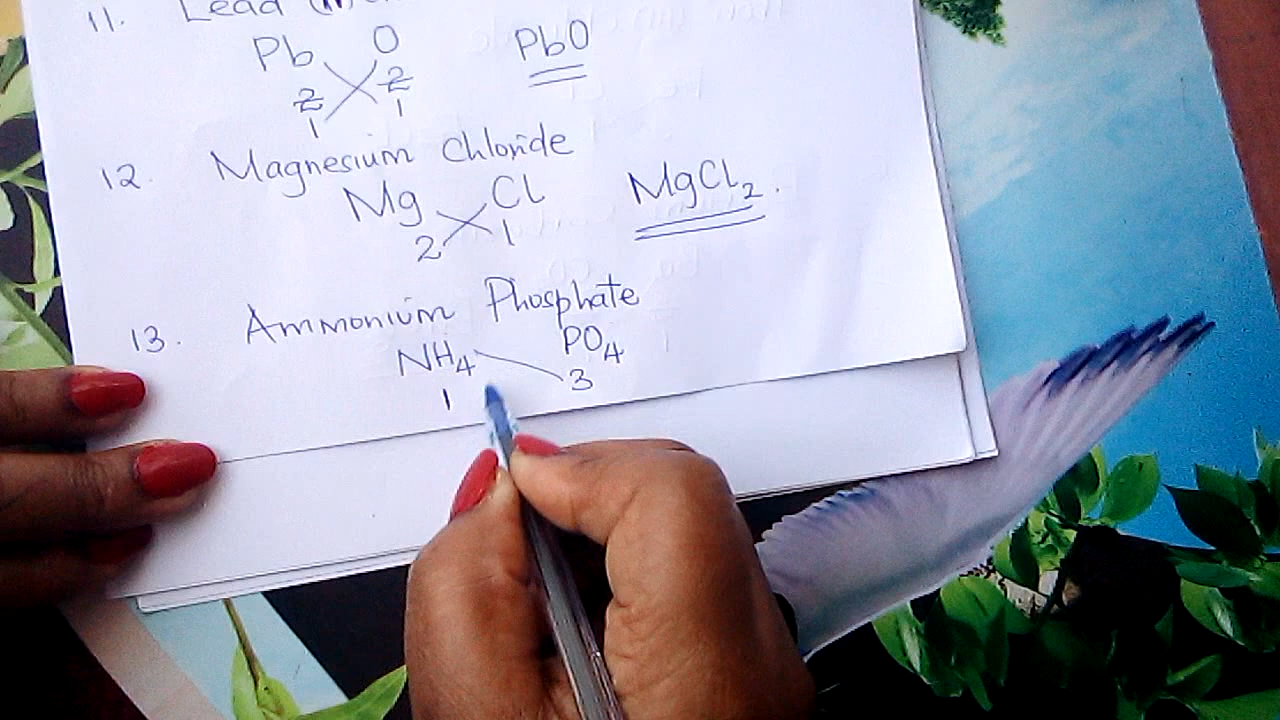 11. Lead
Pb O PbO
2 2
1 1
12. Magnesium Chloride
Mg Cl MgCl₂.
2 1
13. Ammonium Phosphate
NH₄ PO₄
1 3